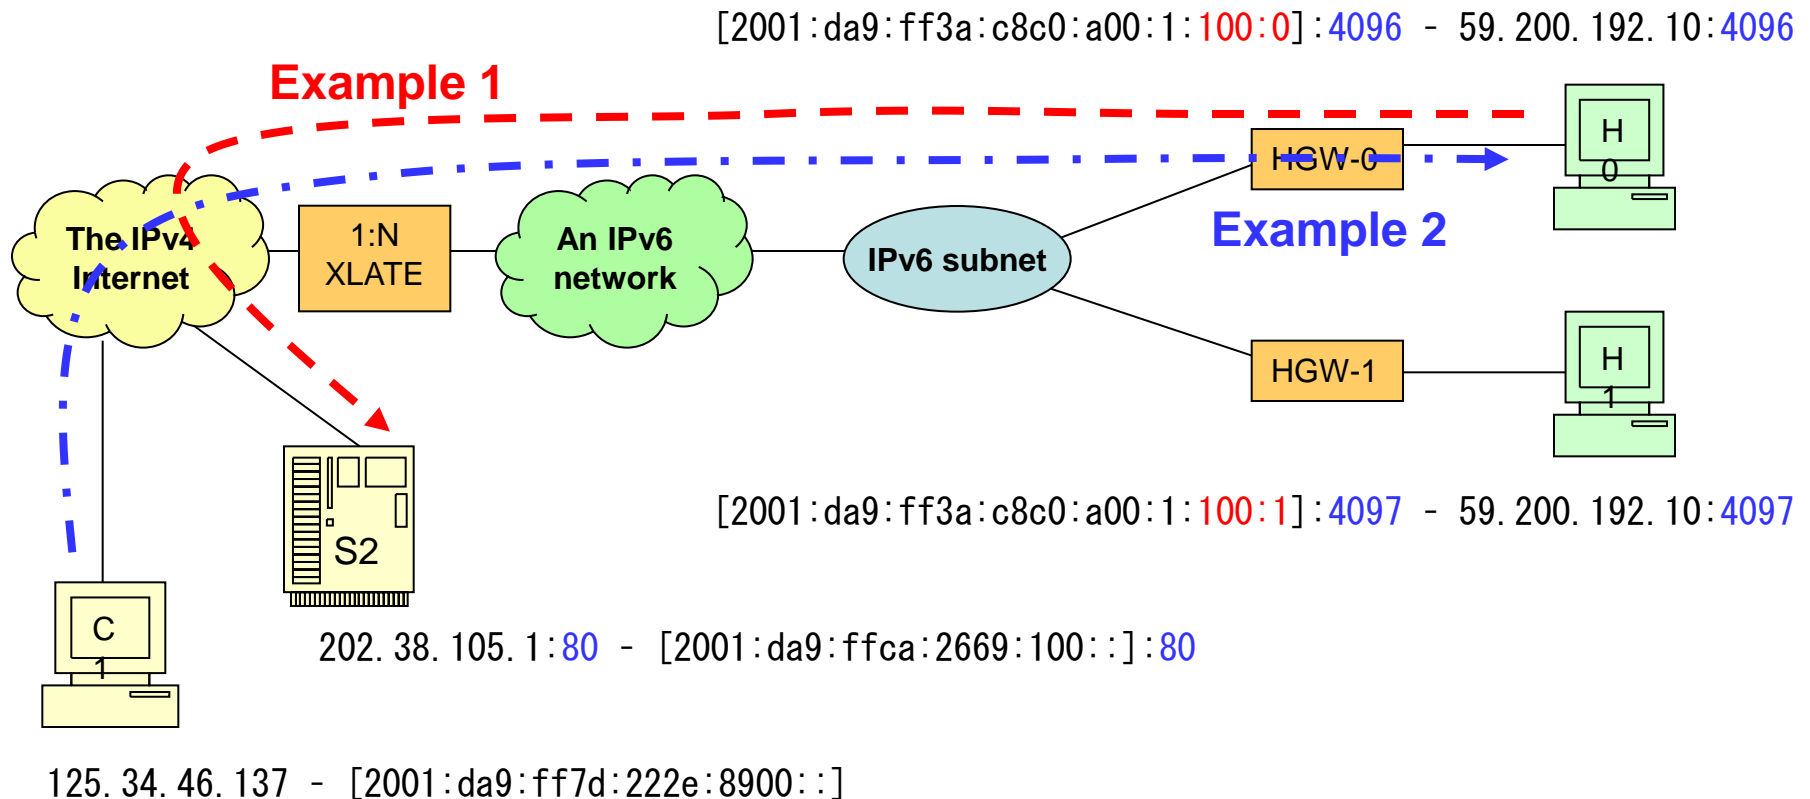 [2001:da9:ff3a:c8c0:a00:1:100:0]:4096 - 59.200.192.10:4096
Example 1
H
0
HGW-0
The IPv4
Internet
1:N
XLATE
An IPv6
network
IPv6 subnet
Example 2
HGW-1
H
1
[2001:da9:ff3a:c8c0:a00:1:100:1]:4097 - 59.200.192.10:4097
S2
C
1
202.38.105.1:80 - [2001:da9:ffca:2669:100::]:80
125.34.46.137 - [2001:da9:ff7d:222e:8900::]